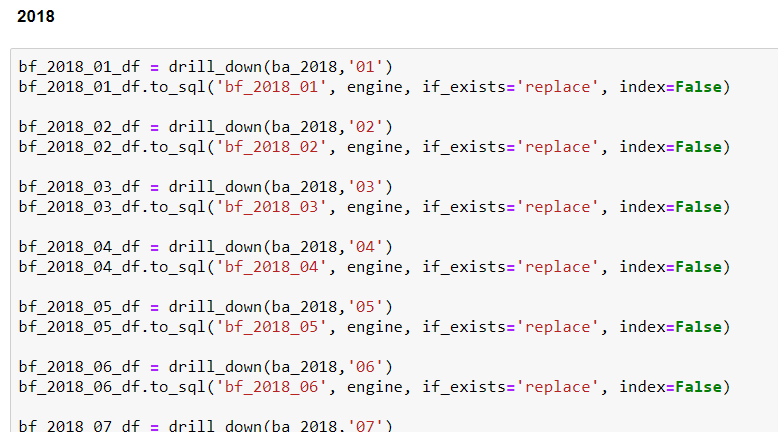 2018
bf_2018_01_df = drill_down(ba_2018,'01')
bf_2018_01_df.to_sql('bf_2018_01', engine, if_exists='replace', index=False)
bf_2018_02_df = drill_down(ba_2018,'02')
bf_2018_02_df.to_sql('bf_2018_02', engine, if_exists='replace', index=False)
bf_2018_03_df = drill_down(ba_2018,'03')
bf_2018_03_df.to_sql('bf_2018_03', engine, if_exists='replace', index=False)
bf_2018_04_df = drill_down(ba_2018,'04')
bf_2018_04_df.to_sql('bf_2018_04', engine, if_exists='replace', index=False)
bf_2018_05_df = drill_down(ba_2018,'05')
bf_2018_05_df.to_sql('bf_2018_05', engine, if_exists='replace', index=False)
bf_2018_06_df = drill_down(ba_2018,'06')
bf_2018_06_df.to_sql('bf_2018_06', engine, if_exists='replace', index=False)
bf_2018_07_df = drill_down(ba_2018,'07')